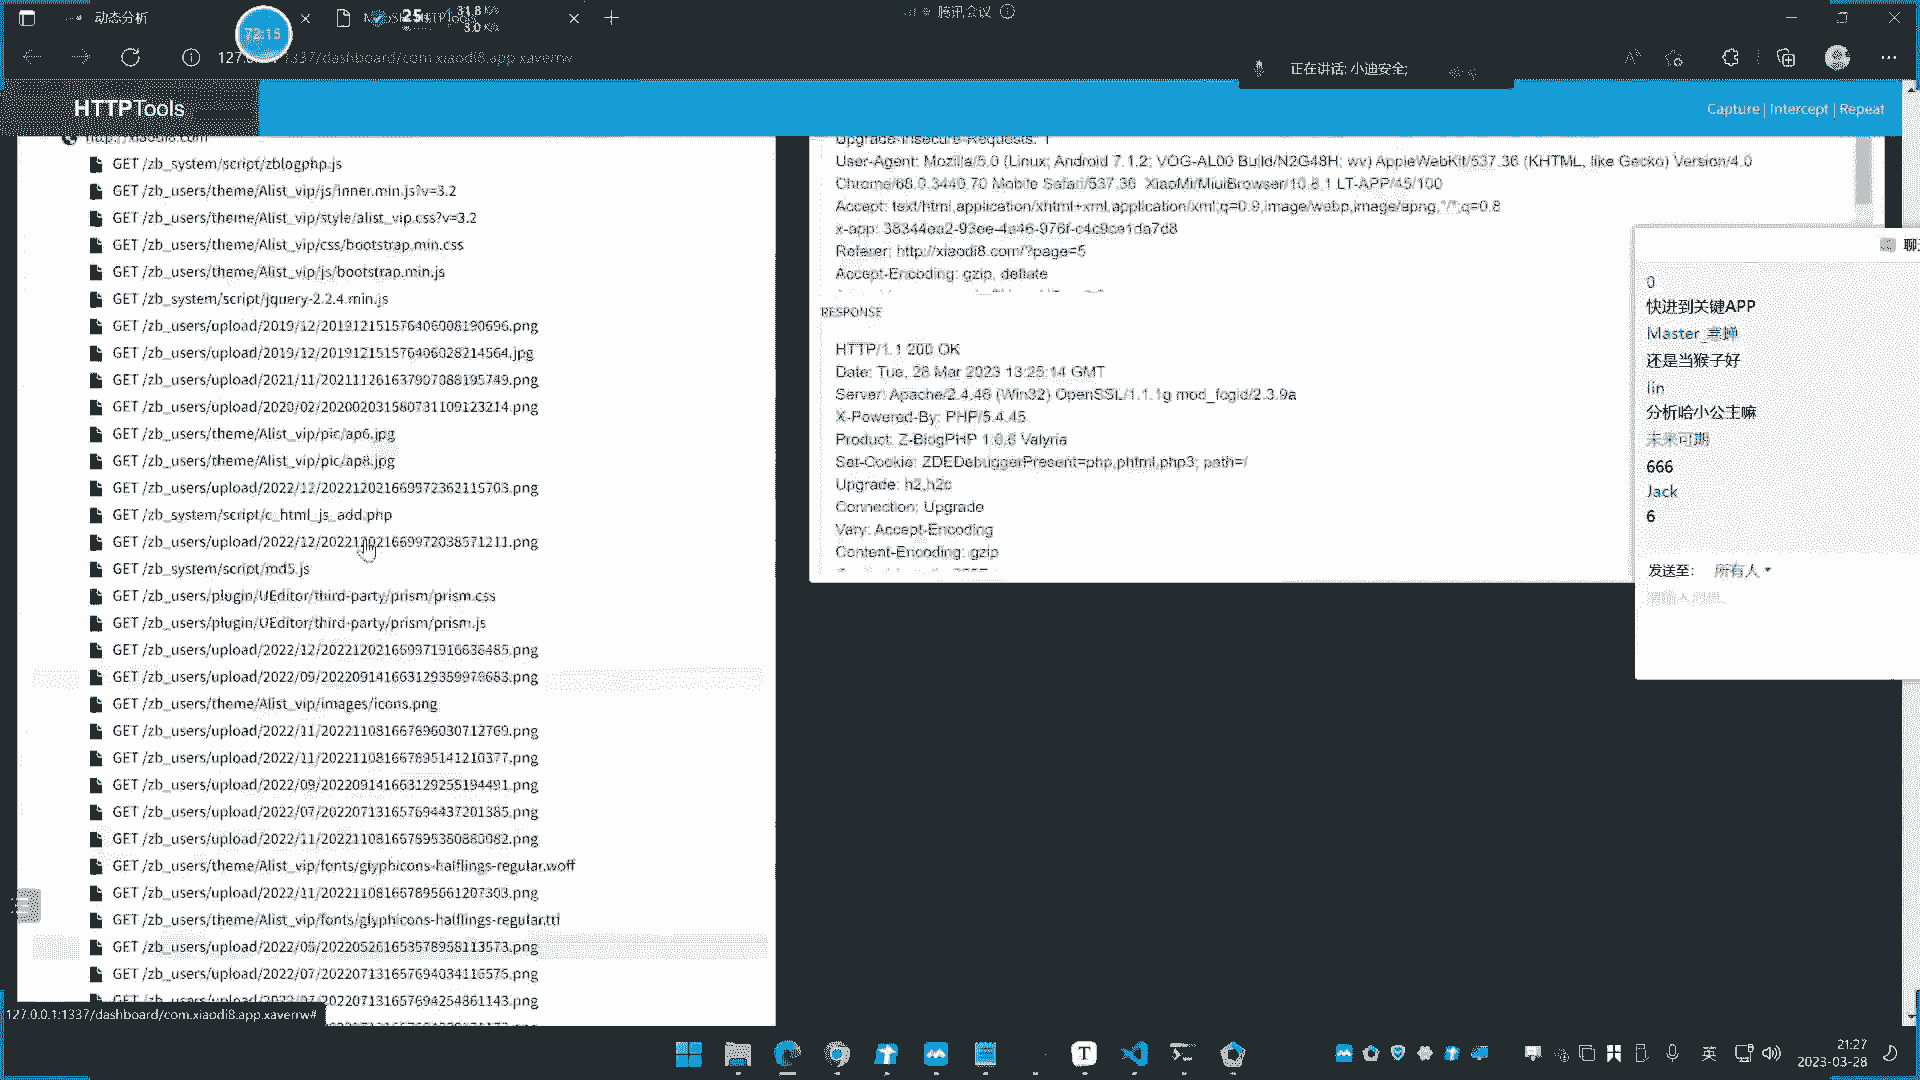 动态分析
25
31.8 K/s
3.0 K/s
腾讯会议
72:15
1337/dashboard/com.xiaodi8.app.xaverrw
正在讲话: 小迪安全;
HTTPTools
Capture | Intercept | Repeat
http://xiaodi8.com
GET /zb_system/script/zblogphp.js
GET /zb_users/theme/Alist_vip/js/inner.min.js?v=3.2
GET /zb_users/theme/Alist_vip/style/alist_vip.css?v=3.2
GET /zb_users/theme/Alist_vip/css/bootstrap.min.css
GET /zb_users/theme/Alist_vip/js/bootstrap.min.js
GET /zb_system/script/jquery-2.2.4.min.js
GET /zb_users/upload/2019/12/201912151576406008190696.png
GET /zb_users/upload/2019/12/201912151576406028214564.jpg
GET /zb_users/upload/2021/11/202111261637907088195749.png
GET /zb_users/upload/2020/02/202002031580731109123214.png
GET /zb_users/theme/Alist_vip/pic/ap6.jpg
GET /zb_users/theme/Alist_vip/pic/ap8.jpg
GET /zb_users/upload/2022/12/202212021669972362115703.png
GET /zb_system/script/c_html_js_add.php
GET /zb_users/upload/2022/12/202212021669972038571211.png
GET /zb_system/script/md5.js
GET /zb_users/plugin/UEditor/third-party/prism/prism.css
GET /zb_users/plugin/UEditor/third-party/prism/prism.js
GET /zb_users/upload/2022/12/202212021669971916636485.png
GET /zb_users/upload/2022/09/202209141663129359978683.png
GET /zb_users/theme/Alist_vip/images/icons.png
GET /zb_users/upload/2022/11/202211081667896030712769.png
GET /zb_users/upload/2022/11/202211081667895141210377.png
GET /zb_users/upload/2022/09/202209141663129255194491.png
GET /zb_users/upload/2022/07/202207131657694437201385.png
GET /zb_users/upload/2022/11/202211081667895380880082.png
GET /zb_users/theme/Alist_vip/fonts/glyphicons-halflings-regular.woff
GET /zb_users/upload/2022/11/202211081667895661207303.png
GET /zb_users/theme/Alist_vip/fonts/glyphicons-halflings-regular.ttf
GET /zb_users/upload/2022/05/202205261653578958113573.png
GET /zb_users/upload/2022/07/202207131657694034116575.png
GET /zb_users/upload/2022/07/202207131657694254861143.png
127.0.0.1:1337/dashboard/com.xiaodi8.app.xaverrw#
Upgrade-Insecure-Requests: 1
User-Agent: Mozilla/5.0 (Linux; Android 7.1.2; VOG-AL00 Build/N2G48H; wv) AppleWebKit/537.36 (KHTML, like Gecko) Version/4.0
Chrome/68.0.3440.70 Mobile Safari/537.36 XiaoMi/MiuiBrowser/10.8.1 LT-APP/45/100
Accept: text/html,application/xhtml+xml,application/xml;q=0.9,image/webp,image/apng,*/*;q=0.8
x-app: 38344ea2-93ee-4a46-976f-c4c9ce1da7d8
Referer: http://xiaodi8.com/?page=5
Accept-Encoding: gzip, deflate
RESPONSE
HTTP/1.1 200 OK
Date: Tue, 28 Mar 2023 13:25:14 GMT
Server: Apache/2.4.46 (Win32) OpenSSL/1.1.1g mod_fcgid/2.3.9a
X-Powered-By: PHP/5.4.45
Product: Z-BlogPHP 1.6.6 Valyria
Set-Cookie: ZDEDebuggerPresent=php,phtml,php3; path=/
Upgrade: h2,h2c
Connection: Upgrade
Vary: Accept-Encoding
Content-Encoding: gzip
0
快进到关键APP
Master_寒蝉
还是当猴子好
lin
分析哈小公主嘛
未来可期
666
Jack
6
发送至: 所有人
英
21:27
2023-03-28